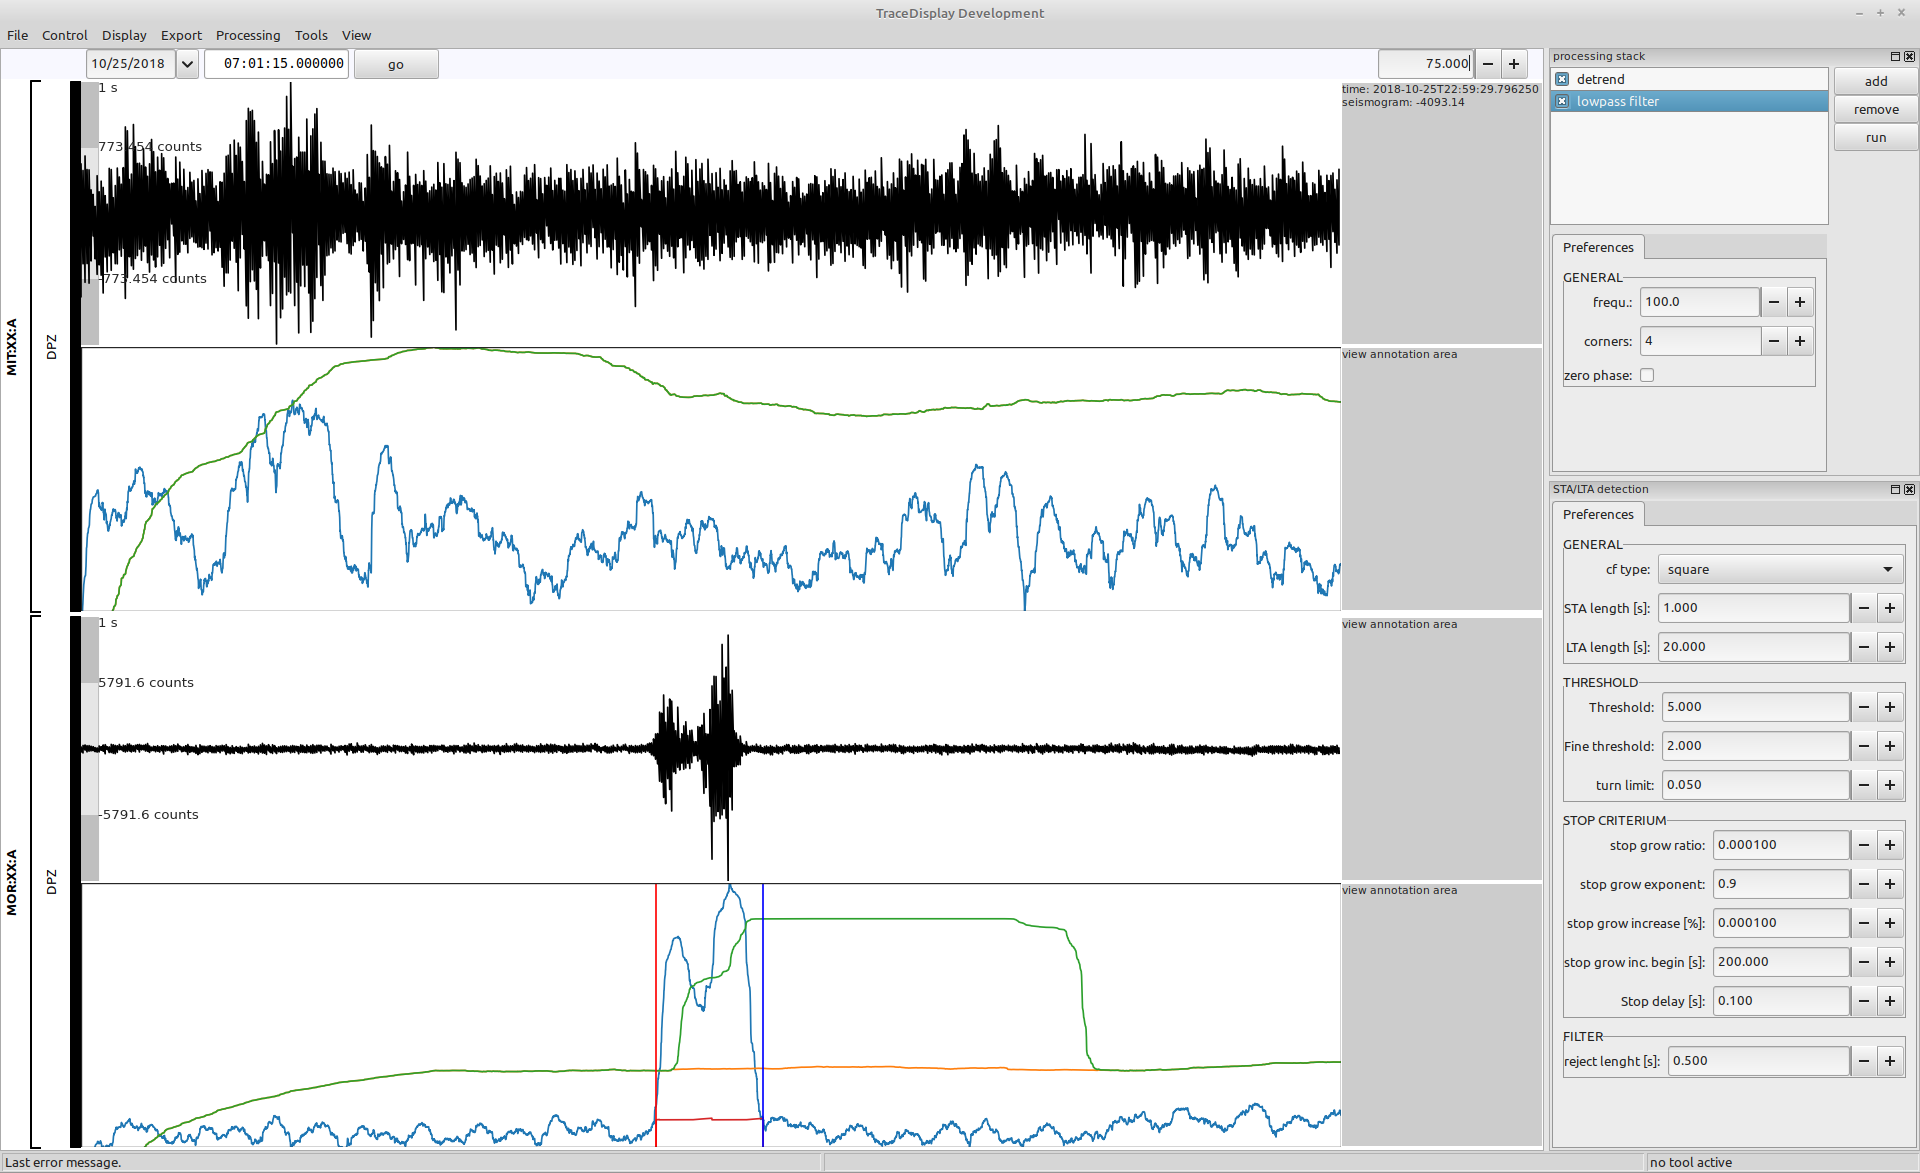 TraceDisplay Development
File Control Display Export Processing Tools View
10/25/2018 07:01:15.000000 go 75.000
MIT:XX:A
DPZ
1 s
773.454 counts
-773.454 counts
time: 2018-10-25T22:59:29.796250
seismogram: -4093.14
view annotation area
MOR:XX:A
DPZ
1 s
5791.6 counts
-5791.6 counts
view annotation area
view annotation area
processing stack
detrend
lowpass filter
add
remove
run
Preferences
GENERAL
frequ.: 100.0
corners: 4
zero phase:
STA/LTA detection
Preferences
GENERAL
cf type: square
STA length [s]: 1.000
LTA length [s]: 20.000
THRESHOLD
Threshold: 5.000
Fine threshold: 2.000
turn limit: 0.050
STOP CRITERIUM
stop grow ratio: 0.000100
stop grow exponent: 0.9
stop grow increase [%]: 0.000100
stop grow inc. begin [s]: 200.000
Stop delay [s]: 0.100
FILTER
reject lenght [s]: 0.500
Last error message.
no tool active